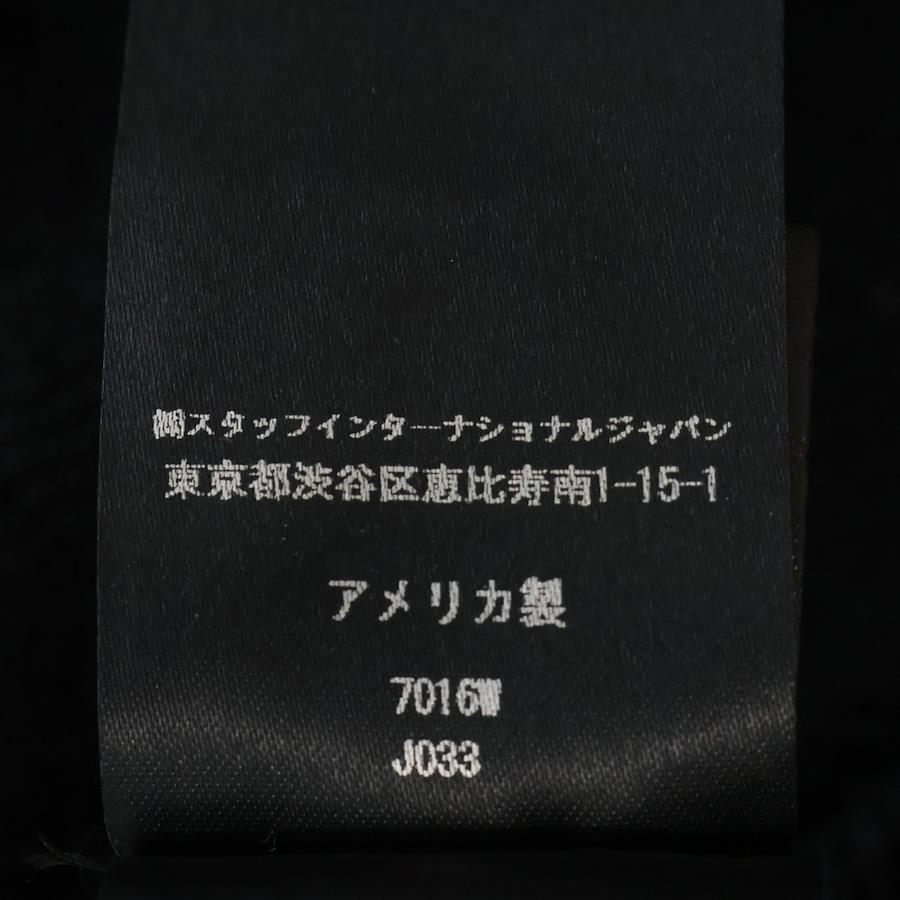 ㈱スタッフインターナショナルジャパン
東京都渋谷区恵比寿南1-15-1
アメリカ製
7016W
J033